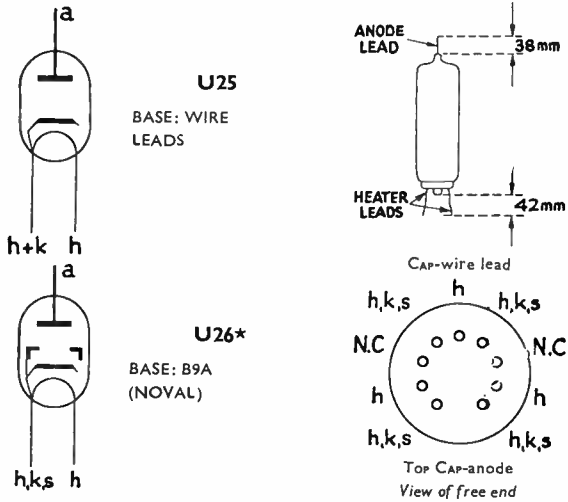 a
U25
BASE: WIRE
LEADS
h+k h
ANODE
LEAD
38mm
HEATER
LEADS
42mm
CAP-wire lead
a
U26*
BASE: B9A
(NOVAL)
h,k,s h
h
h,k,s h,k,s
N.C N.C
h h
h,k,s h,k,s
TOP CAP-anode
View of free end